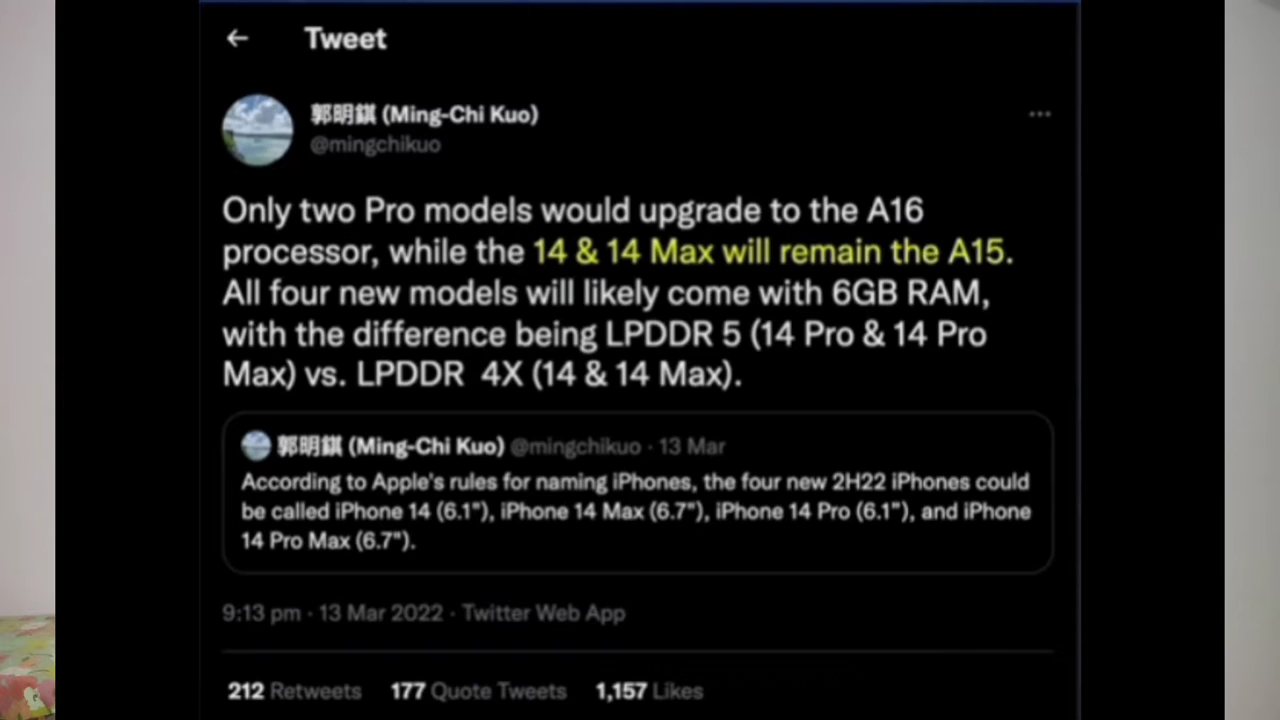 Tweet
郭明錤 (Ming-Chi Kuo)
@mingchikuo
Only two Pro models would upgrade to the A16
processor, while the 14 & 14 Max will remain the A15.
All four new models will likely come with 6GB RAM,
with the difference being LPDDR 5 (14 Pro & 14 Pro
Max) vs. LPDDR 4X (14 & 14 Max).
郭明錤 (Ming-Chi Kuo) @mingchikuo · 13 Mar
According to Apple's rules for naming iPhones, the four new 2H22 iPhones could
be called iPhone 14 (6.1"), iPhone 14 Max (6.7"), iPhone 14 Pro (6.1"), and iPhone
14 Pro Max (6.7").
9:13 pm · 13 Mar 2022 · Twitter Web App
212 Retweets 177 Quote Tweets 1,157 Likes